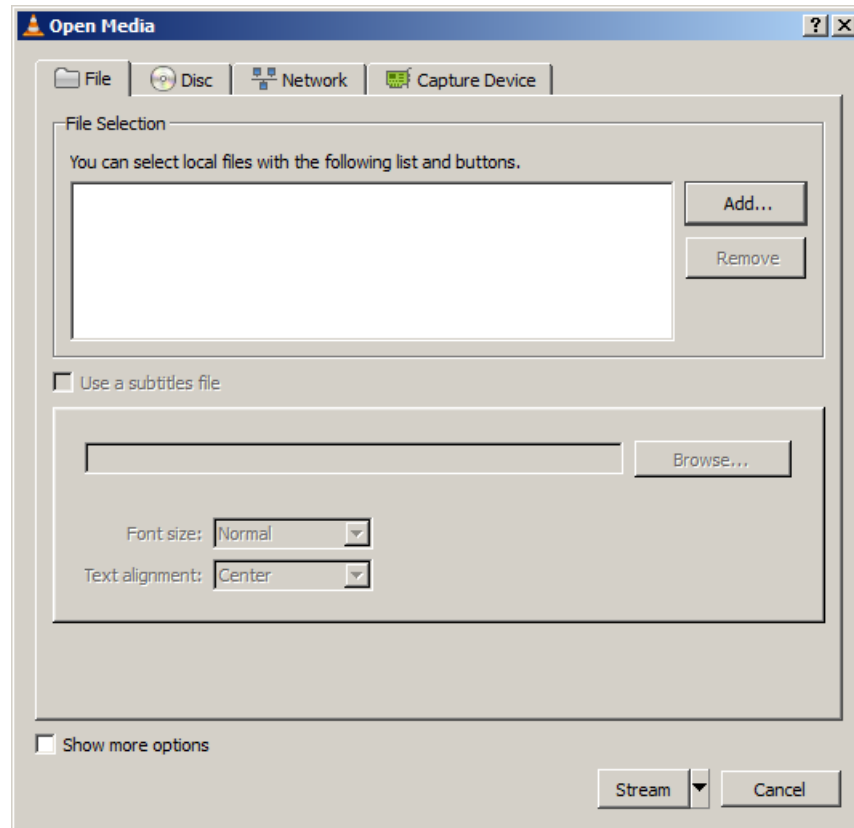 Open Media
File Disc Network Capture Device
File Selection
You can select local files with the following list and buttons.
Add...
Remove
Use a subtitles file
Browse...
Font size: Normal
Text alignment: Center
Show more options
Stream Cancel